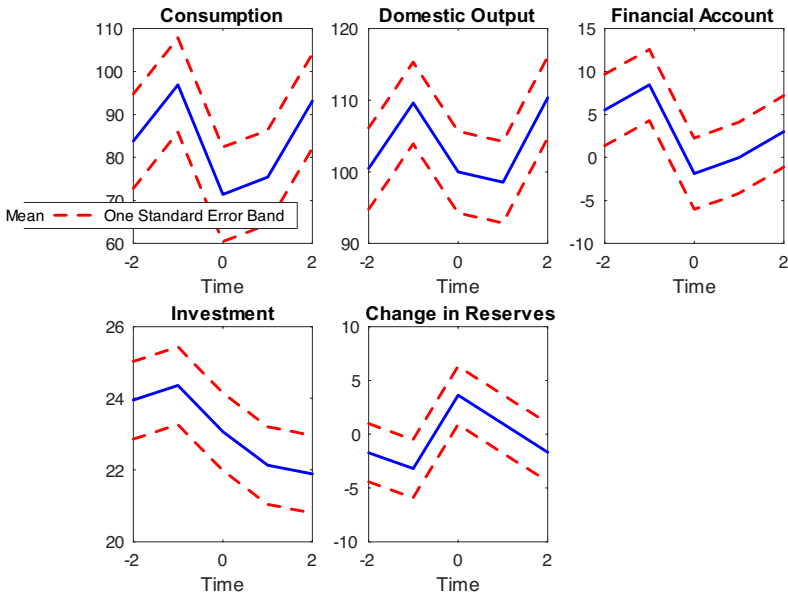 Consumption
110
100
90
80
70
60
-2 0 2
Time
Mean One Standard Error Band
Domestic Output
120
110
100
90
-2 0 2
Time
Financial Account
15
10
5
0
-5
-10
-2 0 2
Time
Investment
26
24
22
20
-2 0 2
Time
Change in Reserves
10
5
0
-5
-10
-2 0 2
Time